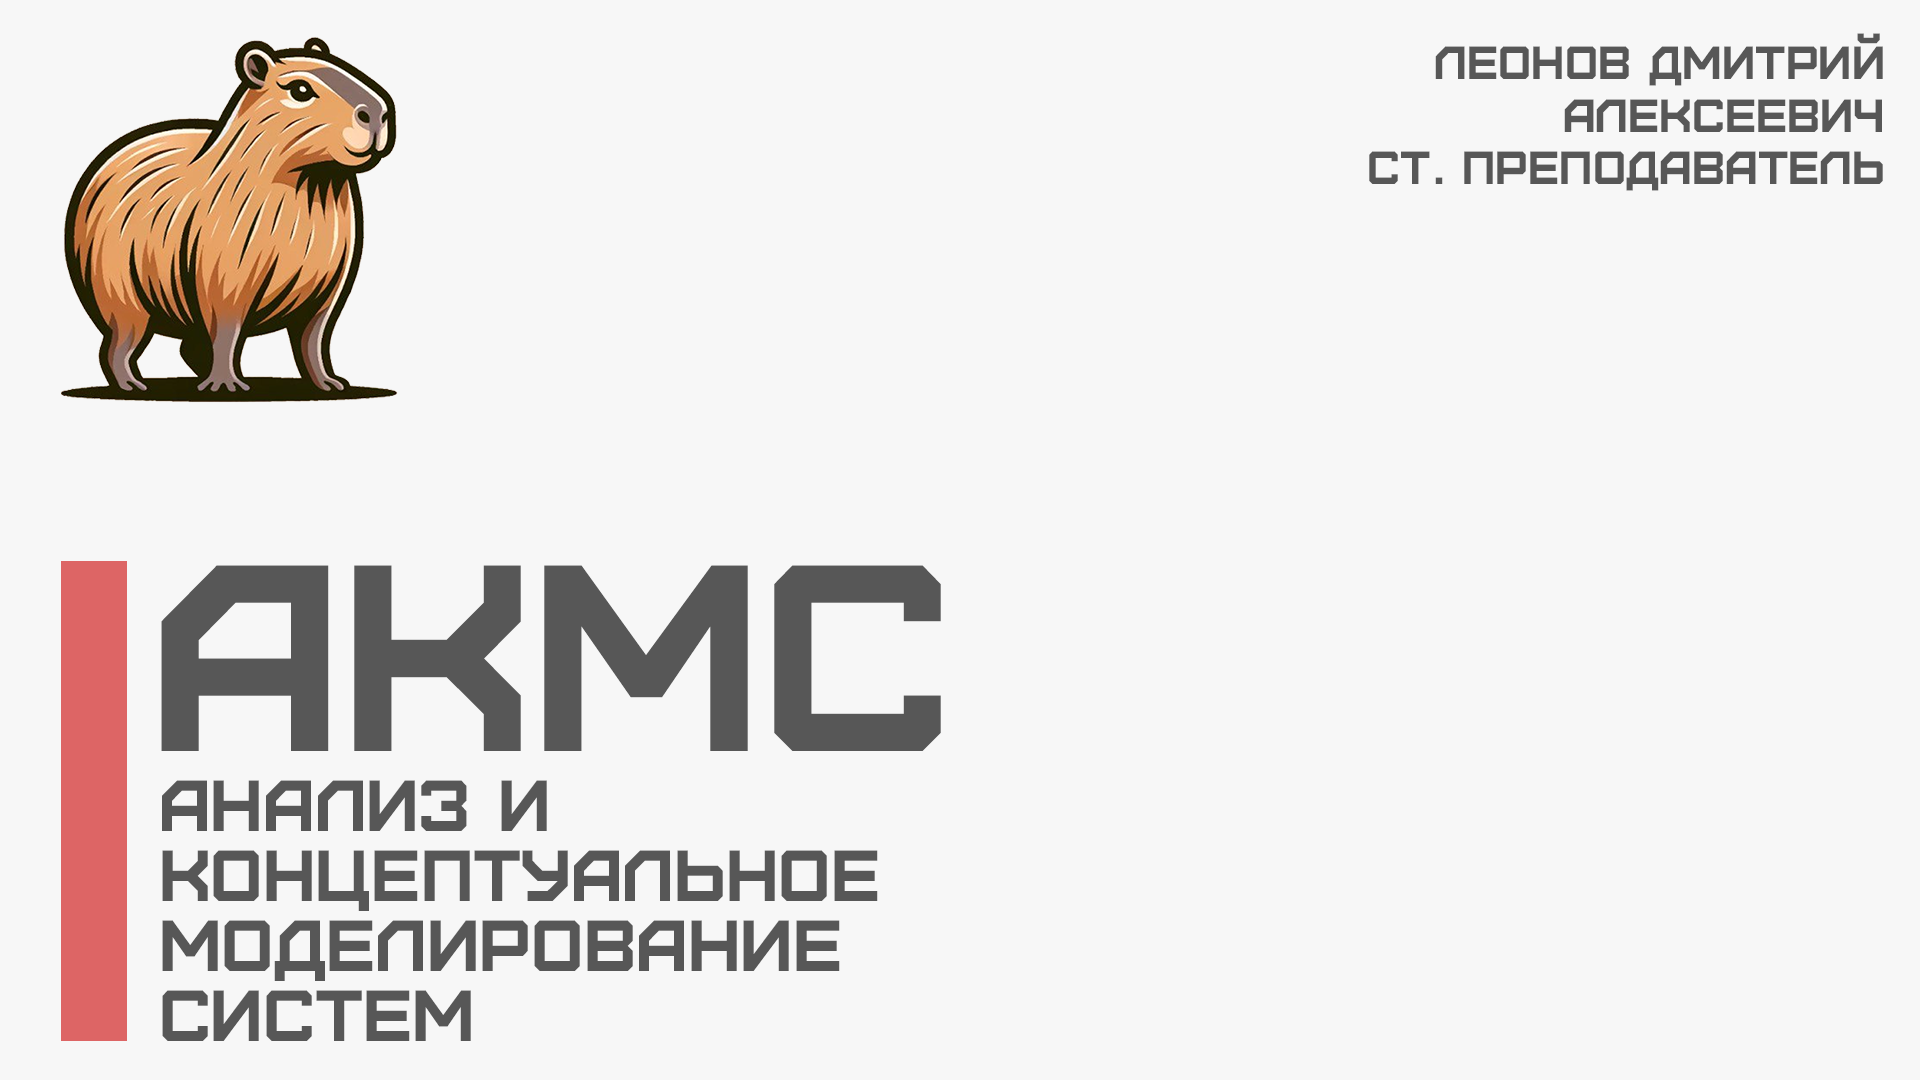 ЛЕОНОВ ДМИТРИЙ
АЛЕКСЕЕВИЧ
СТ. ПРЕПОДАВАТЕЛЬ
АКМС
АНАЛИЗ И
КОНЦЕПТУАЛЬНОЕ
МОДЕЛИРОВАНИЕ
СИСТЕМ